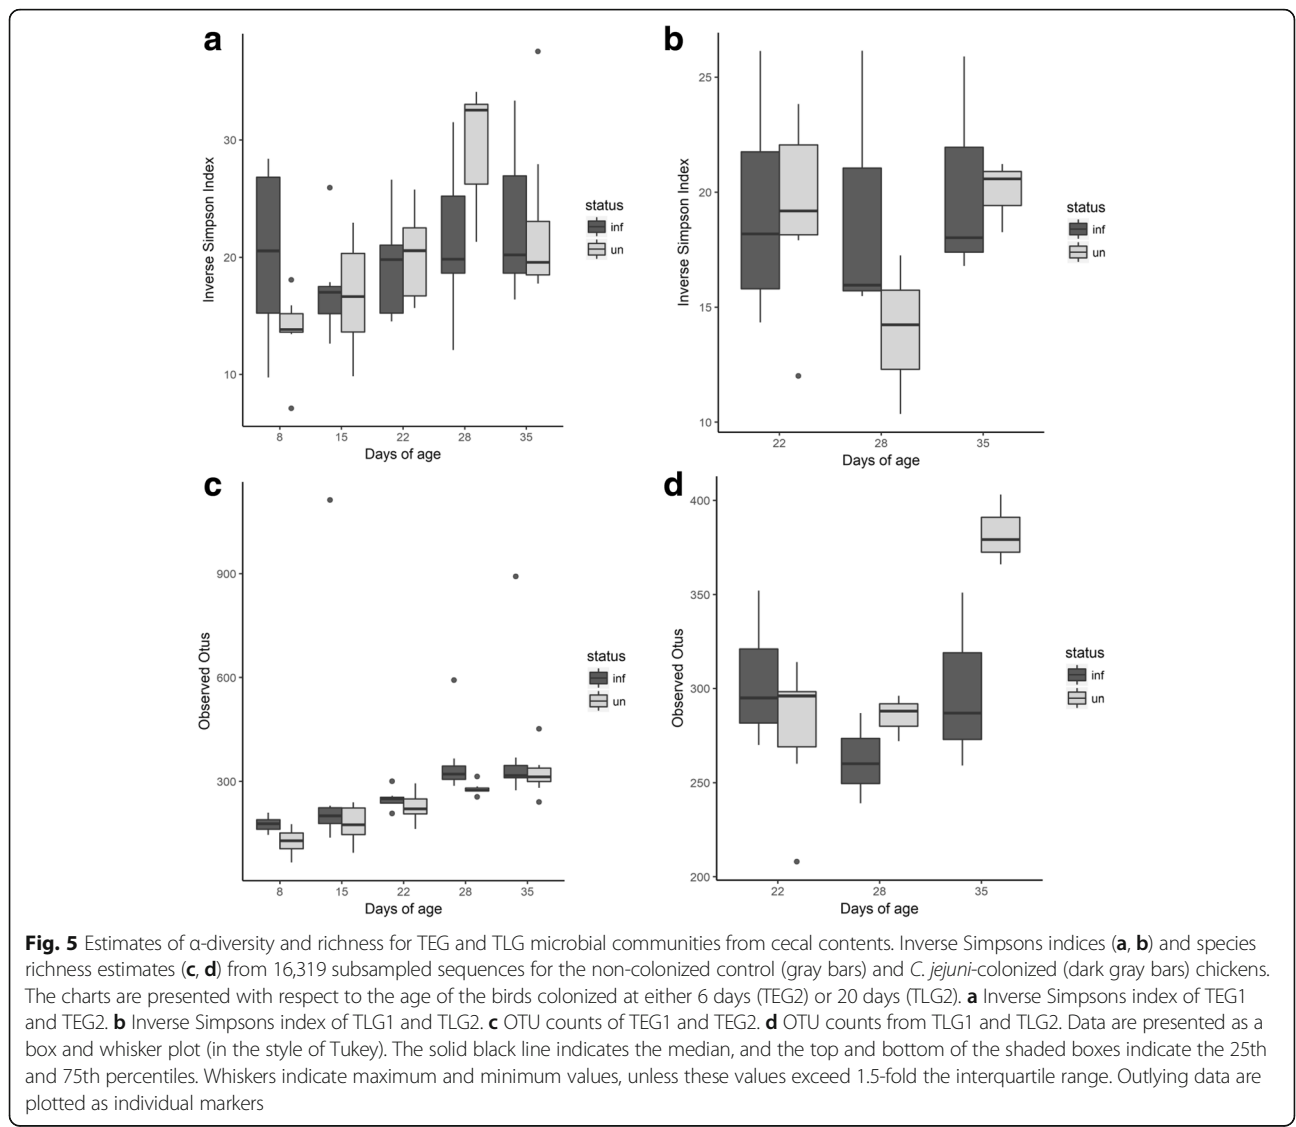 a
Inverse Simpson Index
30
20
10
8 15 22 28 35
Days of age
status
inf
un
b
Inverse Simpson Index
25
20
15
10
22 28 35
Days of age
status
inf
un
c
Observed Otus
900
600
300
8 15 22 28 35
Days of age
status
inf
un
d
Observed Otus
400
350
300
250
200
22 28 35
Days of age
status
inf
un
Fig. 5 Estimates of α-diversity and richness for TEG and TLG microbial communities from cecal contents. Inverse Simpsons indices (a, b) and species
richness estimates (c, d) from 16,319 subsampled sequences for the non-colonized control (gray bars) and C. jejuni-colonized (dark gray bars) chickens.
The charts are presented with respect to the age of the birds colonized at either 6 days (TEG2) or 20 days (TLG2). a Inverse Simpsons index of TEG1
and TEG2. b Inverse Simpsons index of TLG1 and TLG2. c OTU counts of TEG1 and TEG2. d OTU counts from TLG1 and TLG2. Data are presented as a
box and whisker plot (in the style of Tukey). The solid black line indicates the median, and the top and bottom of the shaded boxes indicate the 25th
and 75th percentiles. Whiskers indicate maximum and minimum values, unless these values exceed 1.5-fold the interquartile range. Outlying data are
plotted as individual markers